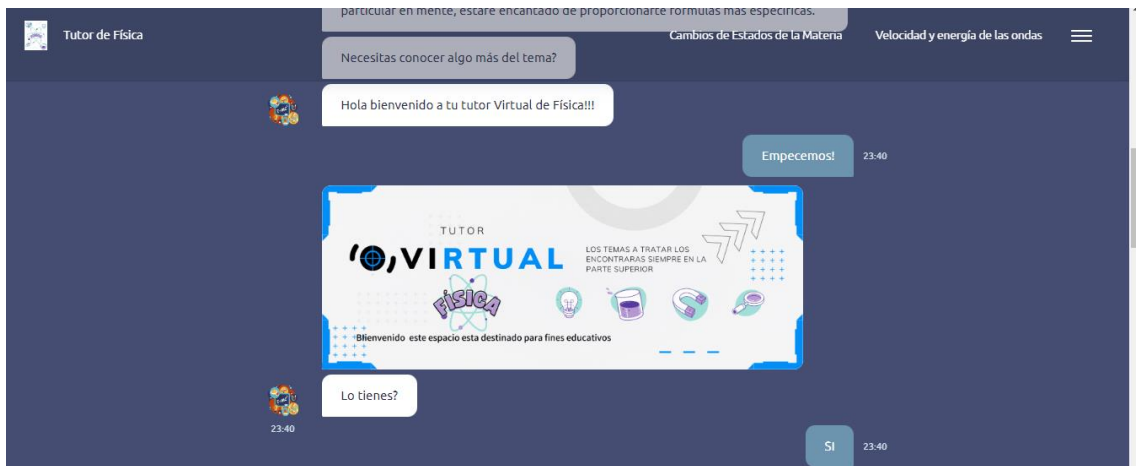 particular en mente, estaré encantado de proporcionarte fórmulas más específicas.
Tutor de Física
Cambios de Estados de la Materia
Velocidad y energía de las ondas
Necesitas conocer algo más del tema?
Hola bienvenido a tu tutor Virtual de Física!!!
Empecemos!
23:40
TUTOR
VIRTUAL
LOS TEMAS A TRATAR LOS
ENCONTRARAS SIEMPRE EN LA
PARTE SUPERIOR
FÍSICA
BIienvenido este espacio esta destinado para fines educativos
Lo tienes?
23:40
SI
23:40